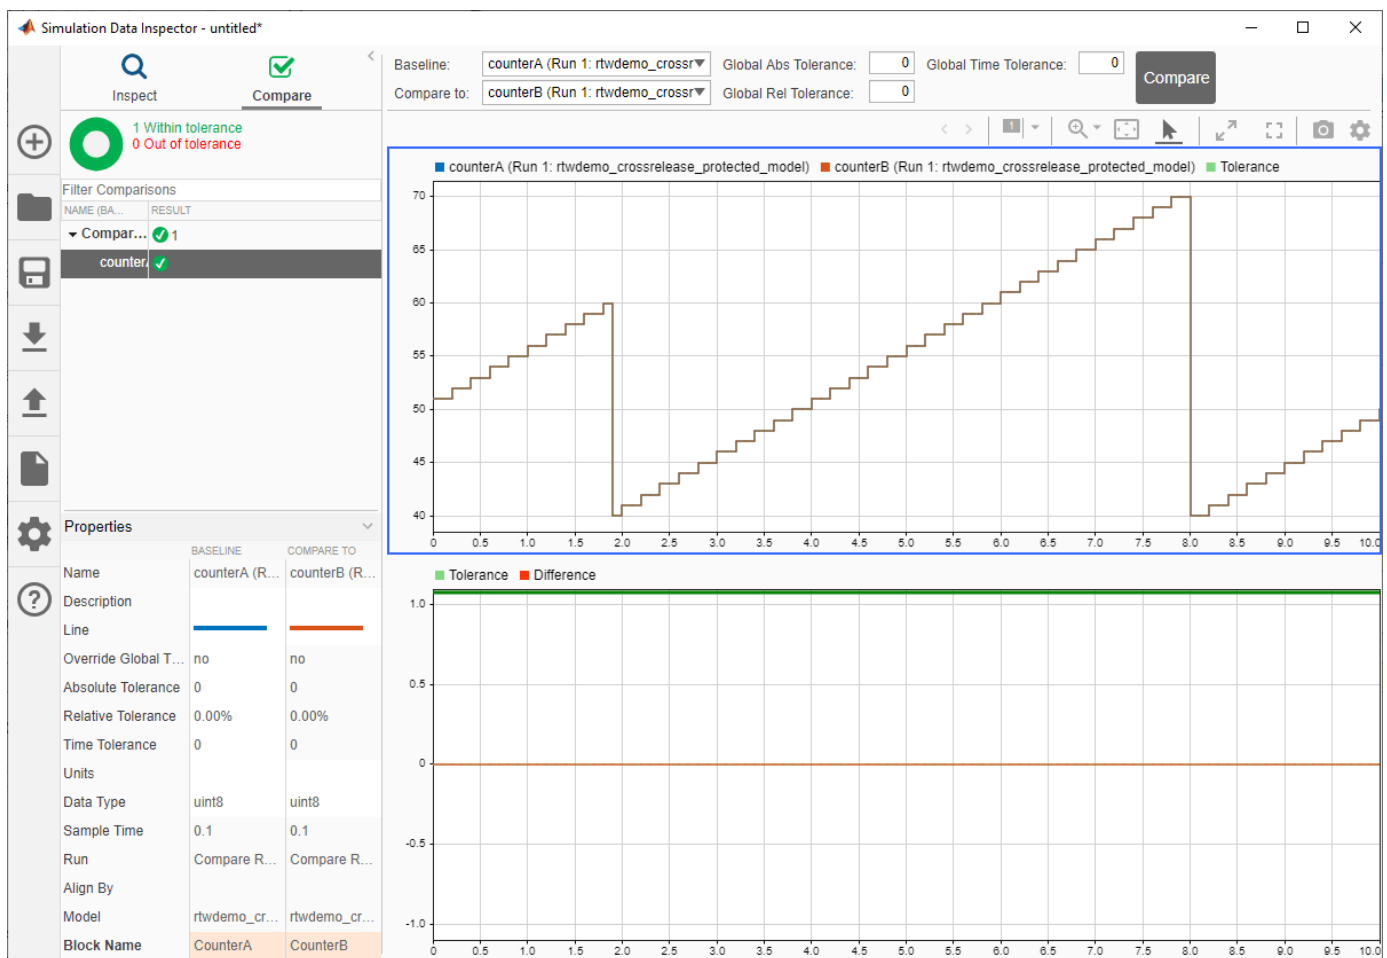 Simulation Data Inspector - untitled*
Inspect
Compare
Baseline:
counterA (Run 1: rtwdemo_crossr
Global Abs Tolerance:
0
Global Time Tolerance:
0
Compare
Compare to:
counterB (Run 1: rtwdemo_crossr
Global Rel Tolerance:
0
1 Within tolerance
0 Out of tolerance
Filter Comparisons
NAME (BA... RESULT
Compar... 1
counter
1
counterA (Run 1: rtwdemo_crossrelease_protected_model) counterB (Run 1: rtwdemo_crossrelease_protected_model) Tolerance
70
65
60
55
50
45
40
0 0.5 1.0 1.5 2.0 2.5 3.0 3.5 4.0 4.5 5.0 5.5 6.0 6.5 7.0 7.5 8.0 8.5 9.0 9.5 10.0
Properties
BASELINE COMPARE TO
Name counterA (R... counterB (R...
Description
Line
Override Global T... no no
Absolute Tolerance 0 0
Relative Tolerance 0.00% 0.00%
Time Tolerance 0 0
Units
Data Type uint8 uint8
Sample Time 0.1 0.1
Run Compare R... Compare R...
Align By
Model rtwdemo_cr... rtwdemo_cr...
Block Name CounterA CounterB
Tolerance Difference
1.0
0.5
0
-0.5
-1.0
0 0.5 1.0 1.5 2.0 2.5 3.0 3.5 4.0 4.5 5.0 5.5 6.0 6.5 7.0 7.5 8.0 8.5 9.0 9.5 10.0